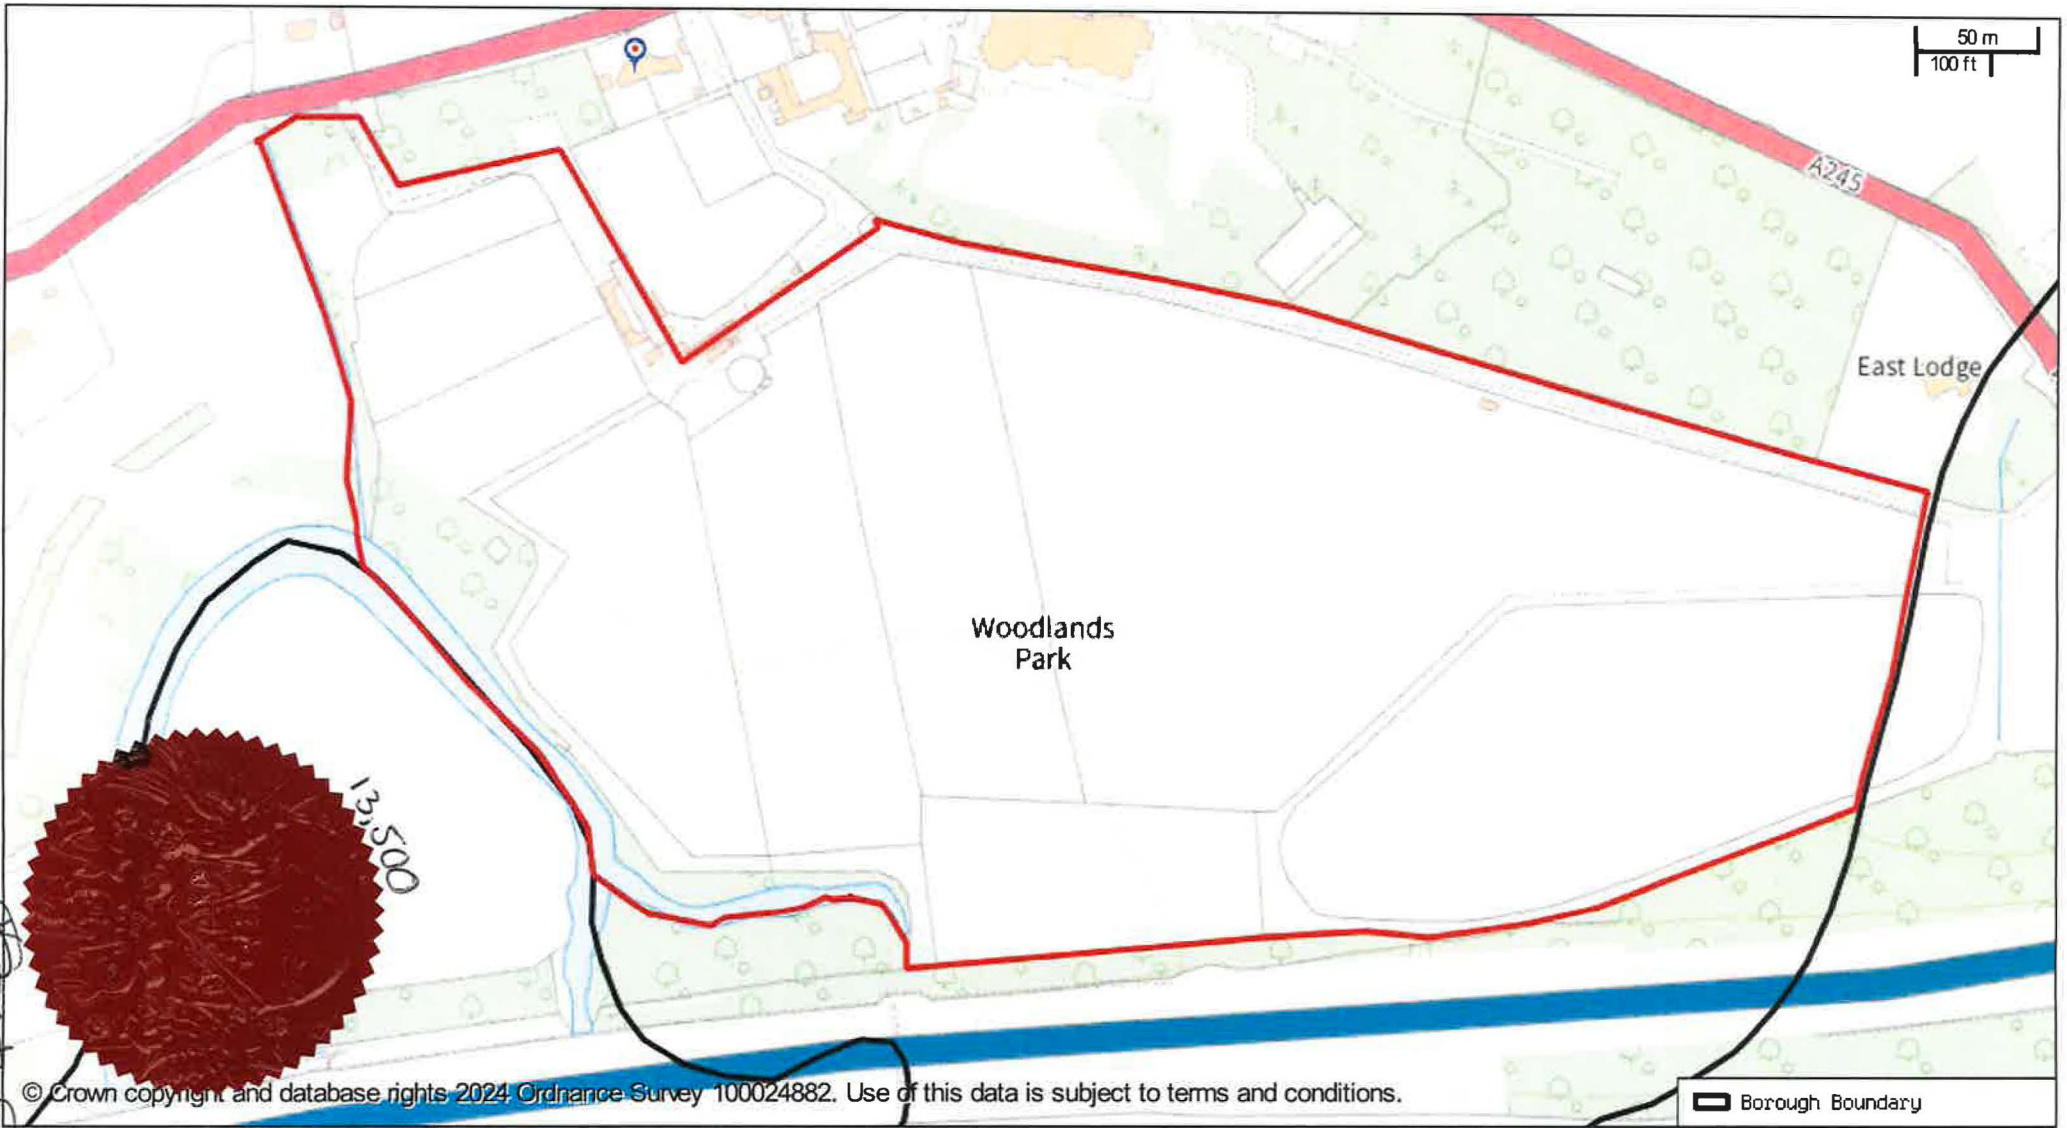 50 m
100 ft
A245
East Lodge
Woodlands
Park
13,500
© Crown copyright and database rights 2024 Ordnance Survey 100024882. Use of this data is subject to terms and conditions.
Borough Boundary